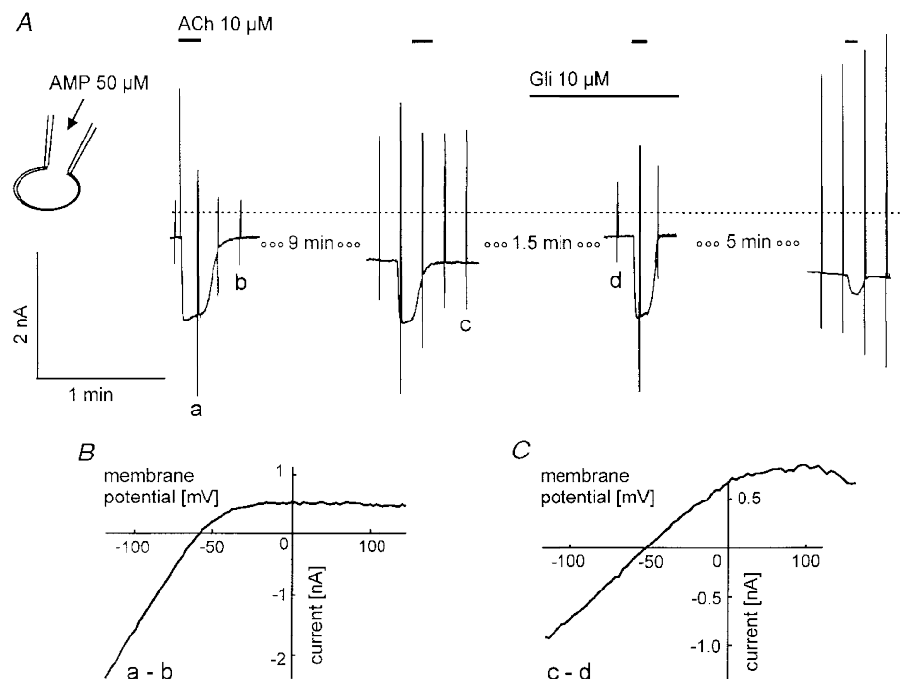 A
ACh 10 µM
AMP 50 µM
Gli 10 µM
9 min
1.5 min
5 min
b
d
c
a
2 nA
1 min
B
membrane
potential [mV]
1
-100
-50
0
100
-1
-2
current [nA]
a - b
C
membrane
potential [mV]
0.5
-100
-50
0
100
-0.5
-1.0
current [nA]
c - d